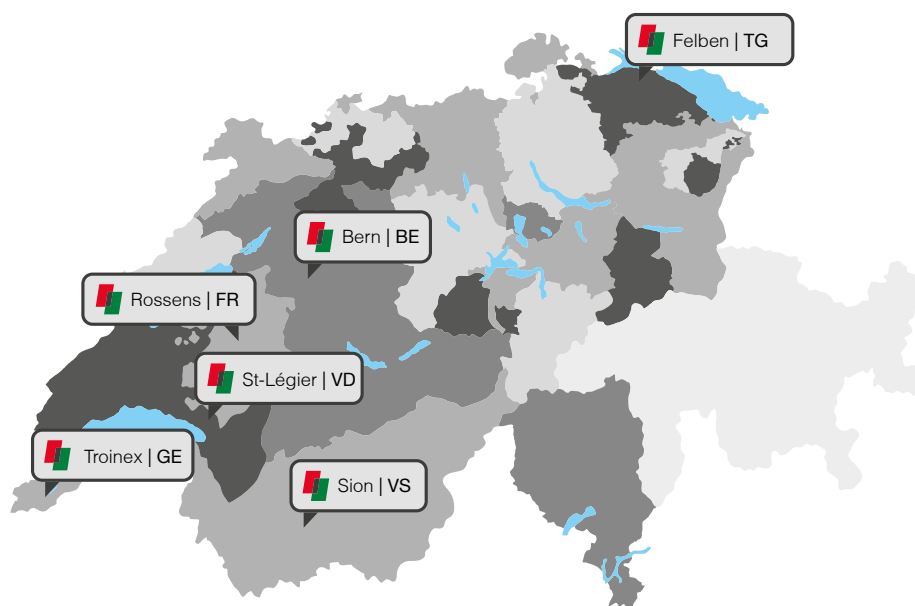 Felben | TG
Bern | BE
Rossens | FR
St-Légier | VD
Troinex | GE
Sion | VS